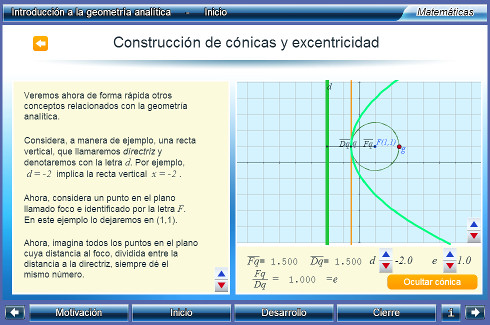 Introducción a la geometría analítica - Inicio
Matemáticas
Construcción de cónicas y excentricidad
Veremos ahora de forma rápida otros
conceptos relacionados con la geometría
analítica.
Considera, a manera de ejemplo, una recta
vertical, que llamaremos directriz y
denotaremos con la letra d. Por ejemplo,
d = -2 implica la recta vertical x = -2 .
Ahora, considera un punto en el plano
llamado foco e identificado por la letra F.
En este ejemplo lo dejaremos en (1,1).
Ahora, imagina todos los puntos en el plano
cuya distancia al foco, dividida entre la
distancia a la directriz, siempre dé el
mismo número.
d
Dq q Fq F(1,1)
g
Fq = 1.500 Dq = 1.500 d -2.0 e 1.0
Fq
Dq = 1.000 =e
Ocultar cónica
Motivación Inicio Desarrollo Cierre i